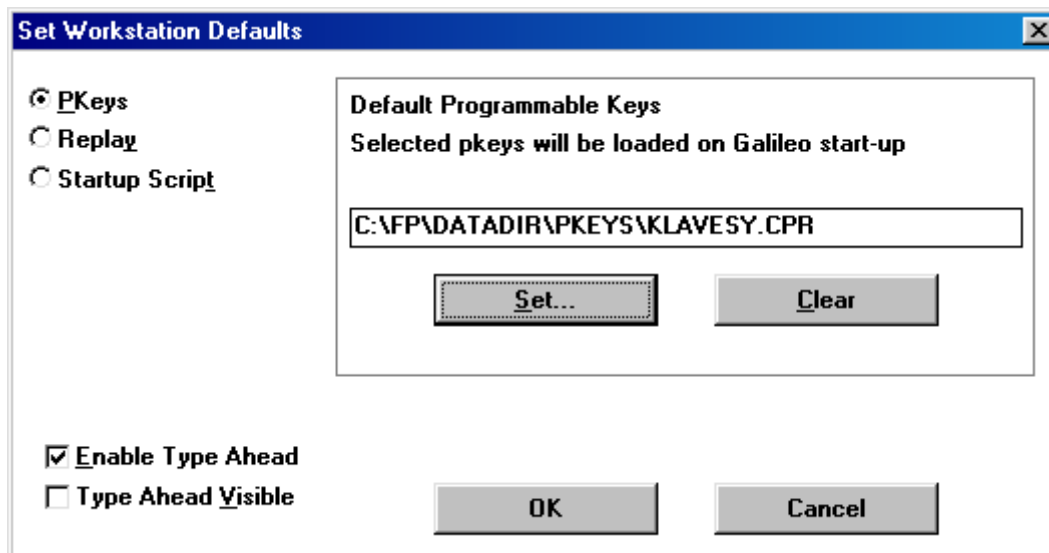 Set Workstation Defaults
PKeys
Replay
Startup Script
Default Programmable Keys
Selected pkeys will be loaded on Galileo start-up
C:\FP\DATADIR\PKEYS\KLAVESY.CPR
Set...
Clear
Enable Type Ahead
Type Ahead Visible
OK
Cancel